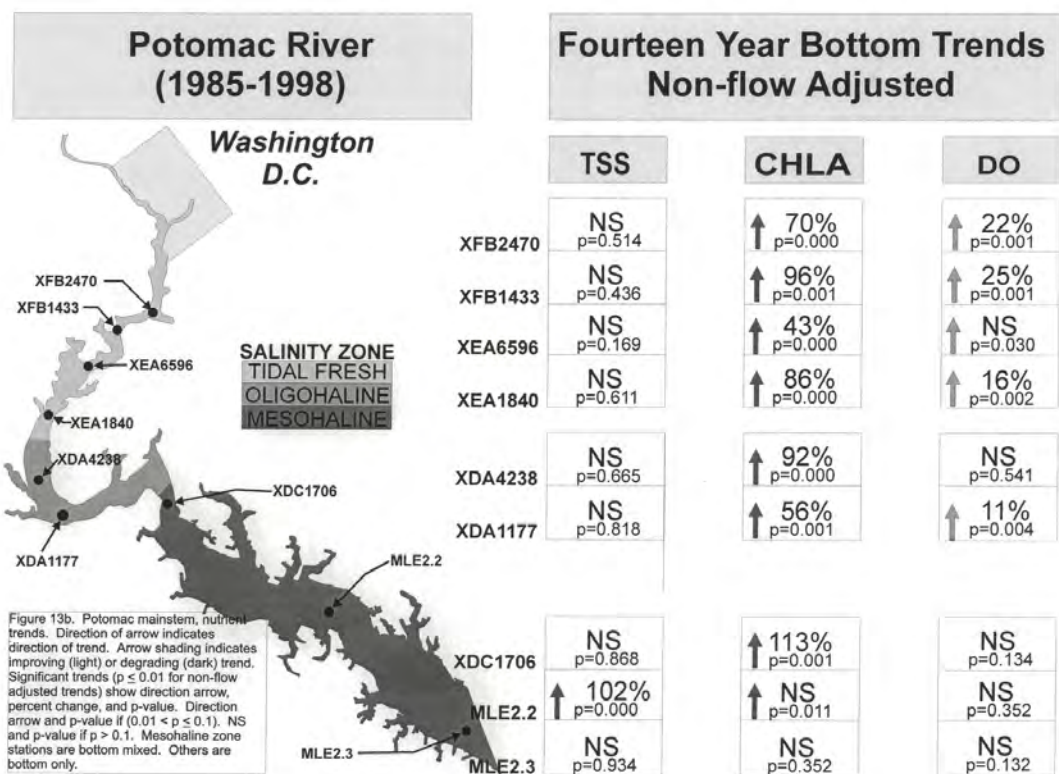 Potomac River
(1985-1998)
Fourteen Year Bottom Trends
Non-flow Adjusted
Washington
D.C.
XFB2470
XFB1433
XEA6596
XEA1840
XDA4238
XDA1177
XDC1706
MLE2.2
MLE2.3
SALINITY ZONE
TIDAL FRESH
OLIGOHALINE
MESOHALINE
TSS CHLA DO
XFB2470 NS 70% 22%
p=0.514 p=0.000 p=0.001
XFB1433 NS 96% 25%
p=0.436 p=0.001 p=0.001
XEA6596 NS 43% NS
p=0.169 p=0.000 p=0.030
XEA1840 NS 86% 16%
p=0.611 p=0.000 p=0.002
XDA4238 NS 92% NS
p=0.665 p=0.000 p=0.541
XDA1177 NS 56% 11%
p=0.818 p=0.001 p=0.004
XDC1706 NS 113% NS
p=0.868 p=0.001 p=0.134
MLE2.2 102% NS NS
p=0.000 p=0.011 p=0.352
MLE2.3 NS NS NS
p=0.934 p=0.352 p=0.132
Figure 13b. Potomac mainstem, nutrient
trends. Direction of arrow indicates
direction of trend. Arrow shading indicates
improving (light) or degrading (dark) trend.
Significant trends (p ≤ 0.01 for non-flow
adjusted trends) show direction arrow,
percent change, and p-value. Direction
arrow and p-value if (0.01 < p ≤ 0.1). NS
and p-value if p > 0.1. Mesohaline zone
stations are bottom mixed. Others are
bottom only.